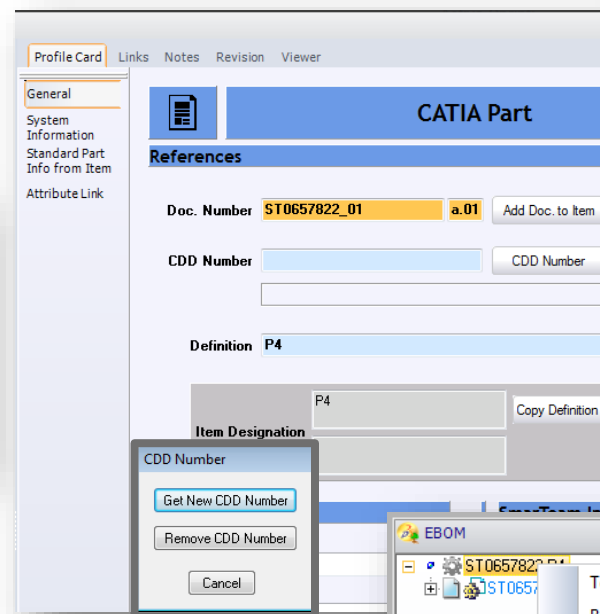 Profile Card Links Notes Revision Viewer
General
System
Information
Standard Part
Info from Item
Attribute Link
CATIA Part
References
Doc. Number ST0657822_01 a.01 Add Doc. to Item
CDD Number CDD Number
Definition P4
P4 Copy Definition
Item Designation
CDD Number
Get New CDD Number
Remove CDD Number
Cancel
EBOM
ST0657822
ST0657
T